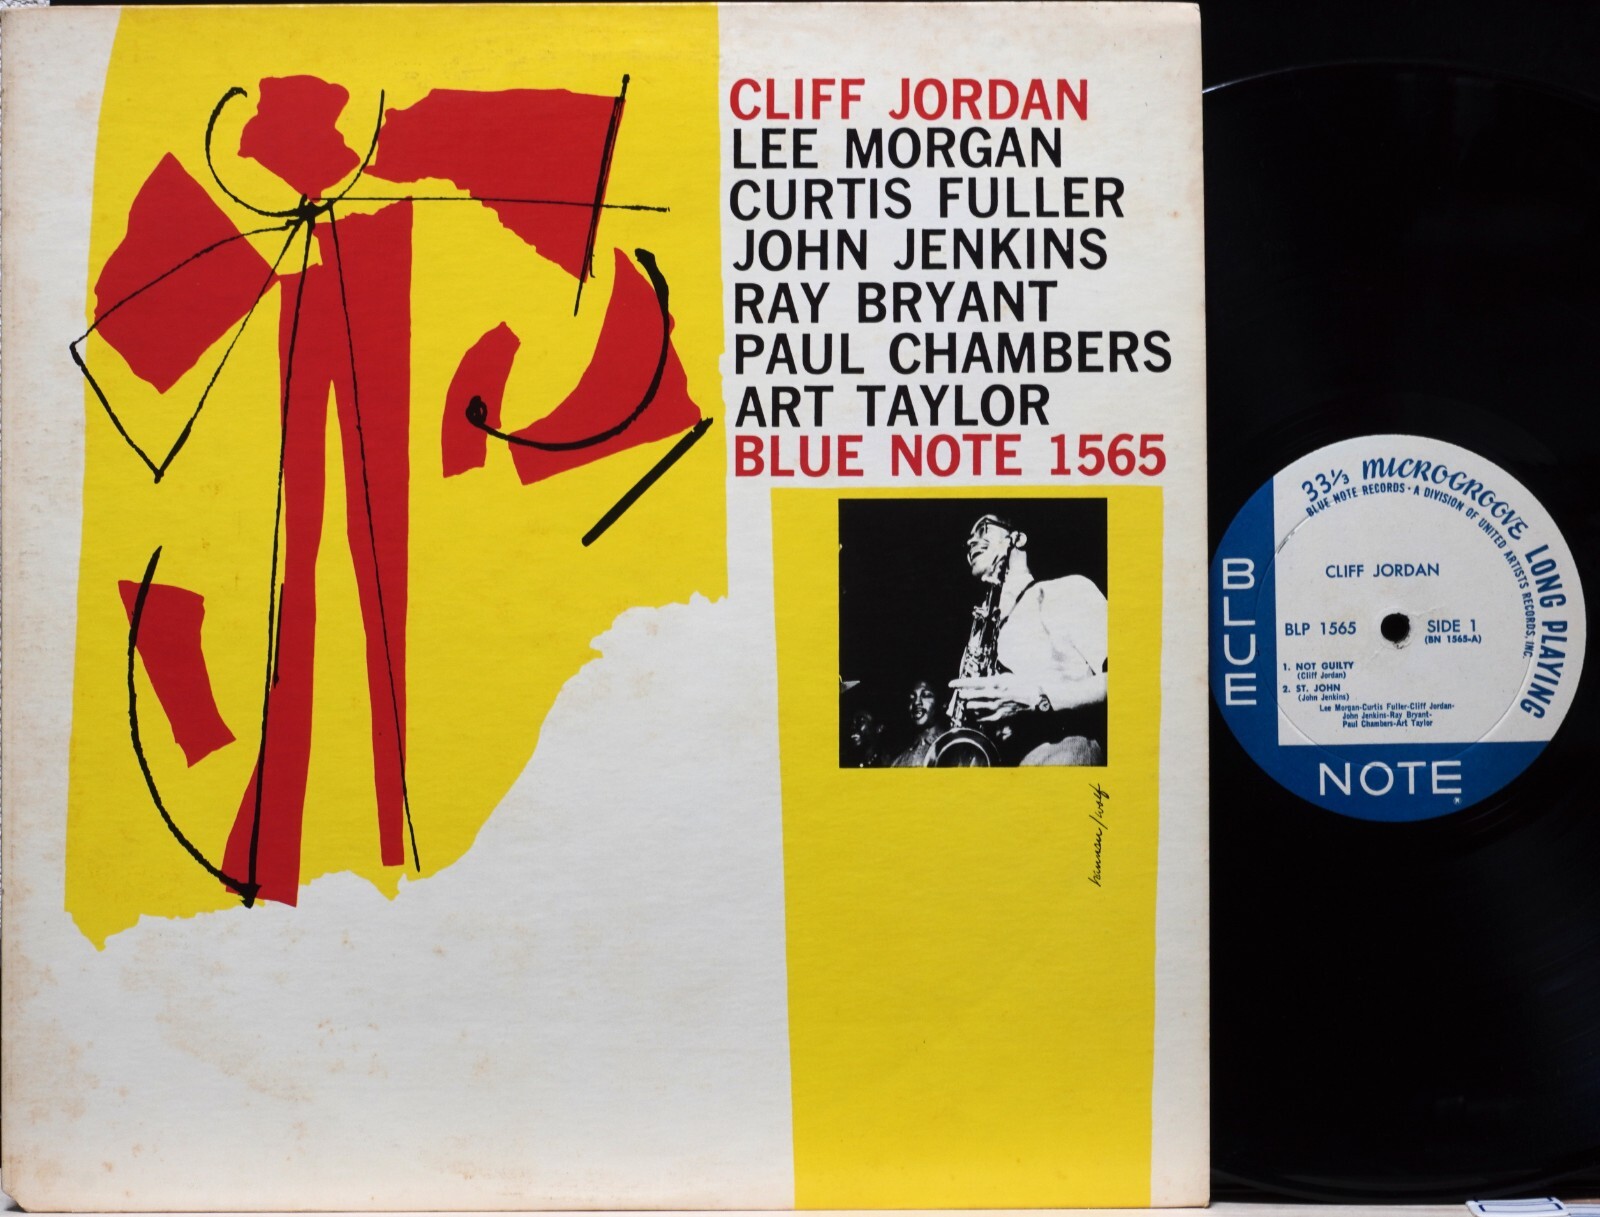 CLIFF JORDAN
LEE MORGAN
CURTIS FULLER
JOHN JENKINS
RAY BRYANT
PAUL CHAMBERS
ART TAYLOR
BLUE NOTE 1565
hannan/wolf
33⅓ MICROGROOVE LONG PLAYING
BLUE NOTE RECORDS · A DIVISION OF UNITED ARTISTS RECORDS, INC.
CLIFF JORDAN
BLP 1565
SIDE 1
(BN 1565-A)
1. NOT GUILTY
(Cliff Jordan)
2. ST. JOHN
(John Jenkins)
Lee Morgan-Curtis Fuller-Cliff Jordan-
John Jenkins-Ray Bryant-
Paul Chambers-Art Taylor
BLUE
NOTE
®